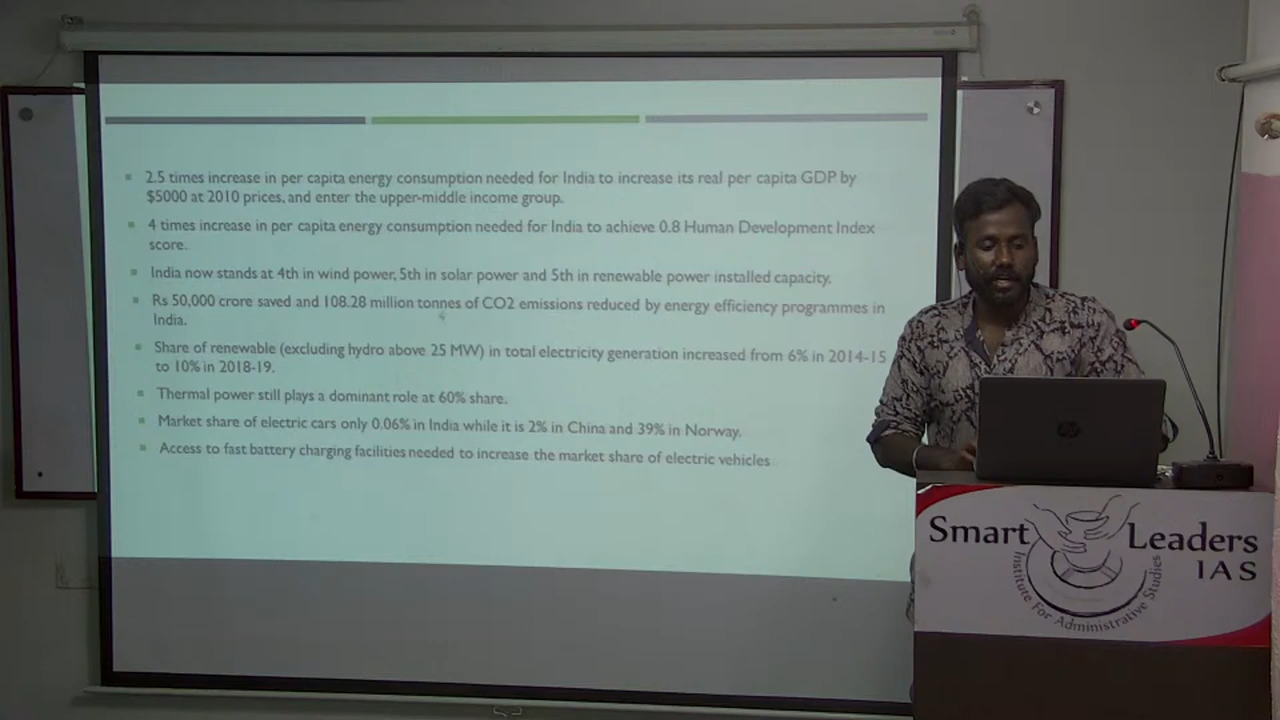 2.5 times increase in per capita energy consumption needed for India to increase its real per capita GDP by
$5000 at 2010 prices, and enter the upper-middle income group.
4 times increase in per capita energy consumption needed for India to achieve 0.8 Human Development Index
score.
India now stands at 4th in wind power, 5th in solar power and 5th in renewable power installed capacity.
Rs 50,000 crore saved and 108.28 million tonnes of CO2 emissions reduced by energy efficiency programmes in
India.
Share of renewable (excluding hydro above 25 MW) in total electricity generation increased from 6% in 2014-15
to 10% in 2018-19.
Thermal power still plays a dominant role at 60% share.
Market share of electric cars only 0.06% in India while it is 2% in China and 39% in Norway.
Access to fast battery charging facilities needed to increase the market share of electric vehicles
hp
Smart Leaders
IAS
Institute For Administrative Studies